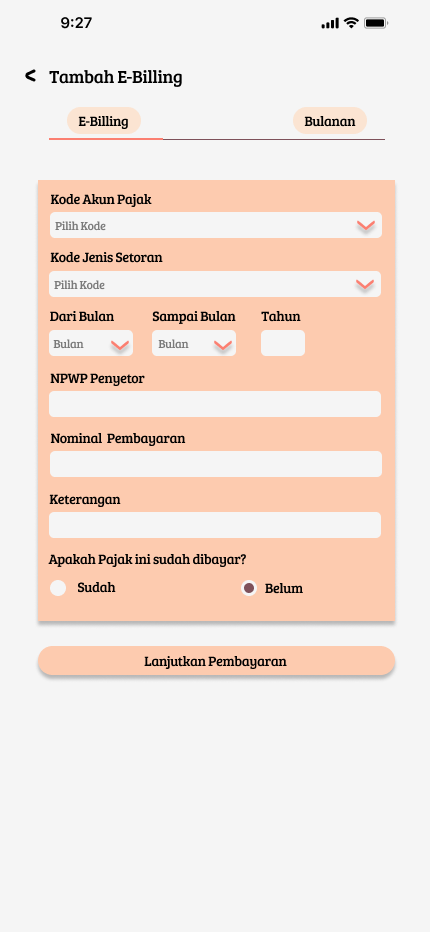 9:27
< Tambah E-Billing
E-Billing Bulanan
Kode Akun Pajak
Pilih Kode
Kode Jenis Setoran
Pilih Kode
Dari Bulan Sampai Bulan Tahun
Bulan Bulan
NPWP Penyetor
Nominal Pembayaran
Keterangan
Apakah Pajak ini sudah dibayar?
Sudah Belum
Lanjutkan Pembayaran